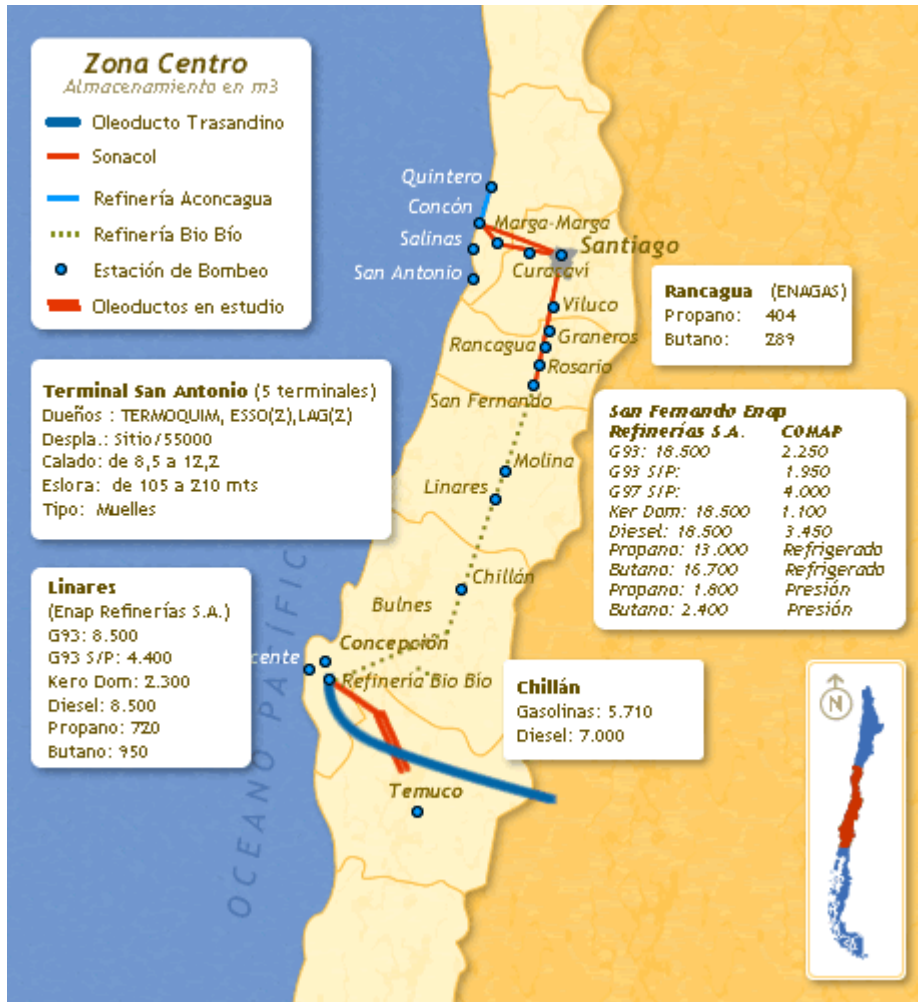 Zona Centro
Almacenamiento en m3
Oleoducto Trasandino
Sonacol
Refinería Aconcagua
Refinería Bio Bío
Estación de Bombeo
Oleoductos en estudio
Quintero
Concón
Marga-Marga
Salinas
Santiago
San Antonio
Curacaví
Viluco
Graneros
Rancagua
Rosario
San Fernando
Molina
Linares
Chillán
Bulnes
Concepción
cente
Refinería Bio Bío
Temuco
OCEANO PACÍFIC
Rancagua (ENAGAS)
Propano: 404
Butano: 289
Terminal San Antonio (5 terminales)
Dueños : TERMOQUIM, ESSO(2),LAG(2)
Despla.: Sitio/55000
Calado: de 8,5 a 12,2
Eslora: de 105 a 210 mts
Tipo: Muelles
San Fernando Enap
Refinerías S.A. COMAP
G93: 18.500 2.250
G93 S/P: 1.950
G97 S/P: 4.000
Ker Dom: 18.500 1.100
Diesel: 18.500 3.450
Propano: 13.000 Refrigerado
Butano: 16.700 Refrigerado
Propano: 1.800 Presión
Butano: 2.400 Presión
Linares
(Enap Refinerías S.A.)
G93: 8.500
G93 S/P: 4.400
Kero Dom: 2.300
Diesel: 8.500
Propano: 720
Butano: 950
Chillán
Gasolinas: 5.710
Diesel: 7.000
N